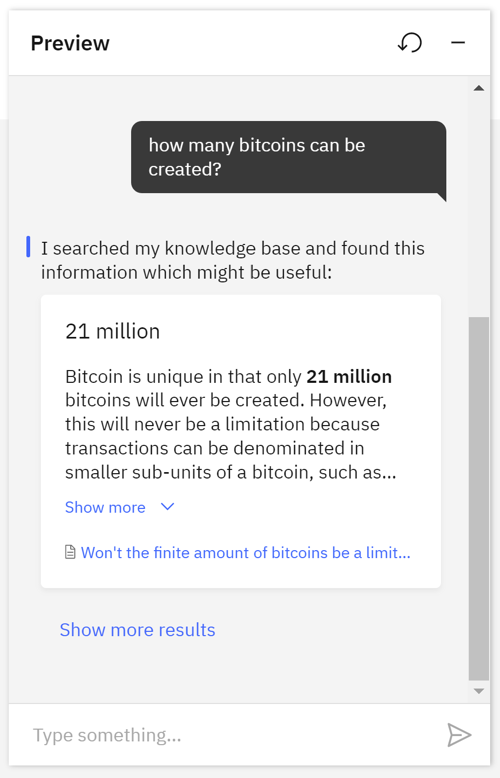 Preview
how many bitcoins can be
created?
I searched my knowledge base and found this
information which might be useful:
21 million
Bitcoin is unique in that only 21 million
bitcoins will ever be created. However,
this will never be a limitation because
transactions can be denominated in
smaller sub-units of a bitcoin, such as...
Show more
Won't the finite amount of bitcoins be a limit...
Show more results
Type something...